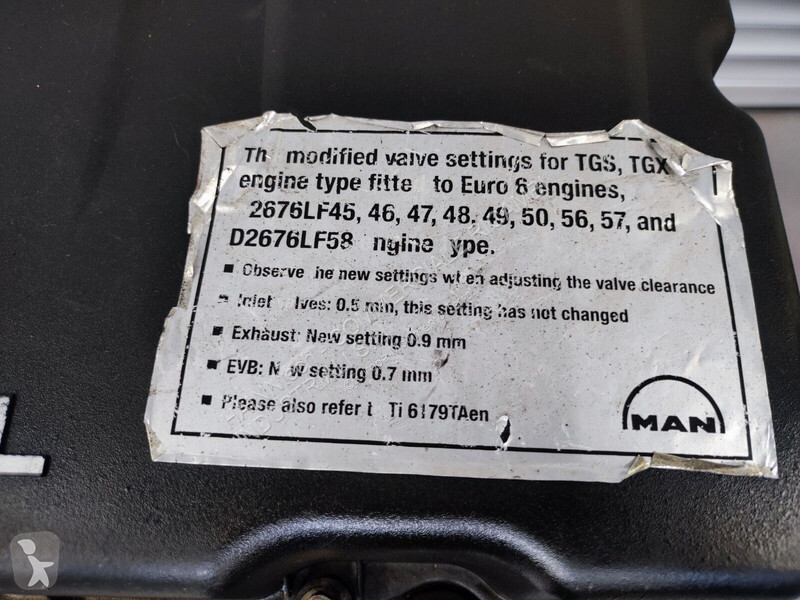 Th modified valve settings for TGS, TGX
engine type fitte to Euro 6 engines,
2676LF45, 46, 47, 48. 49, 50, 56, 57, and
D2676LF58 ngine ype.
▪ Observe he new settings wh en adjusting the valve clearance
▪ Inlet lves: 0.5 mm, this setting has not changed
▪ Exhaust: New setting 0.9 mm
▪ EVB: N w setting 0.7 mm
▪ Please also refer t Ti 6179TAen
MAN